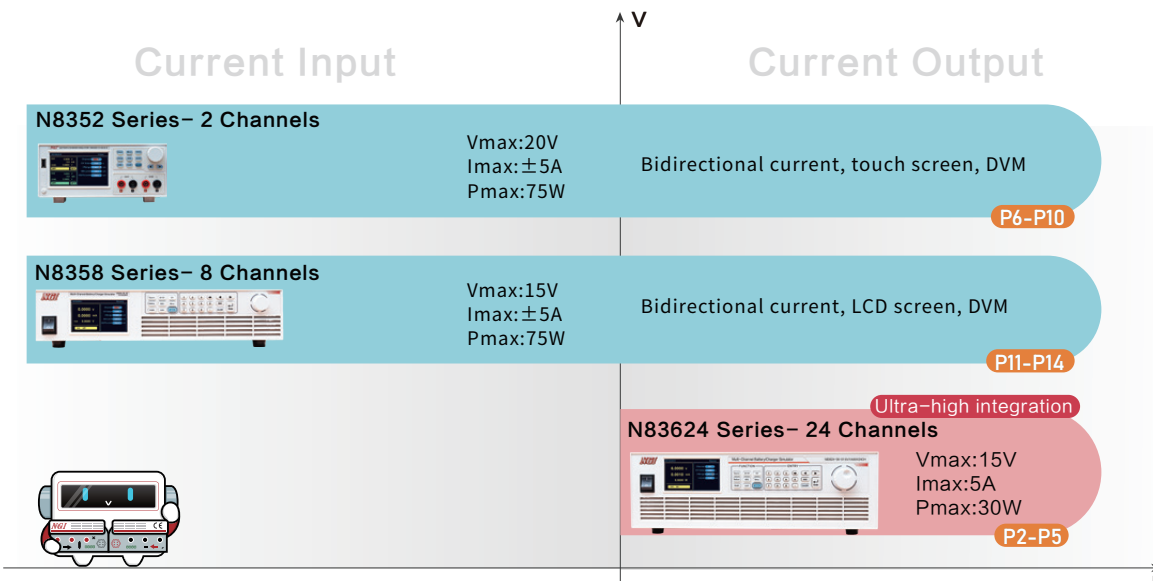 V
Current Input
Current Output
N8352 Series– 2 Channels
Vmax:20V
Imax:±5A
Pmax:75W
Bidirectional current, touch screen, DVM
P6-P10
N8358 Series– 8 Channels
Vmax:15V
Imax:±5A
Pmax:75W
Bidirectional current, LCD screen, DVM
P11-P14
Ultra–high integration
N83624 Series– 24 Channels
Vmax:15V
Imax:5A
Pmax:30W
P2-P5
NGI
CE